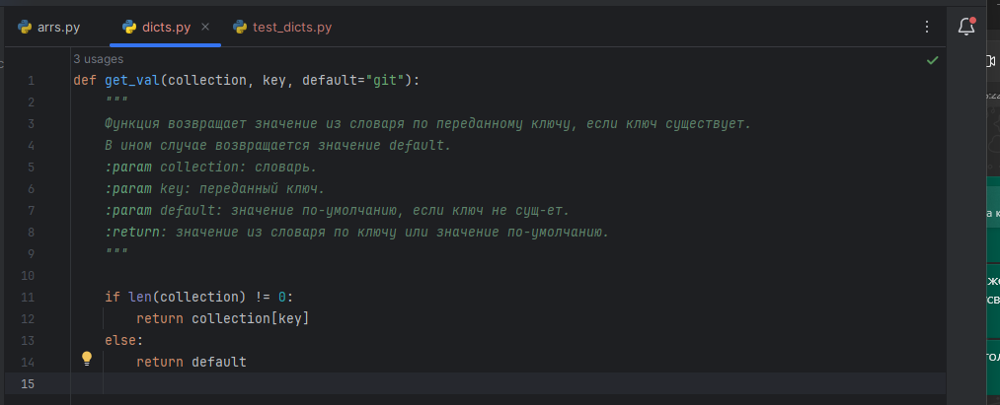 arrs.py dicts.py test_dicts.py
3 usages
1 def get_val(collection, key, default="git"):
2 """
3 Функция возвращает значение из словаря по переданному ключу, если ключ существует.
4 В ином случае возвращается значение default.
5 :param collection: словарь.
6 :param key: переданный ключ.
7 :param default: значение по-умолчанию, если ключ не сущ-ет.
8 :return: значение из словаря по ключу или значение по-умолчанию.
9 """
10
11 if len(collection) != 0:
12 return collection[key]
13 else:
14 return default
15